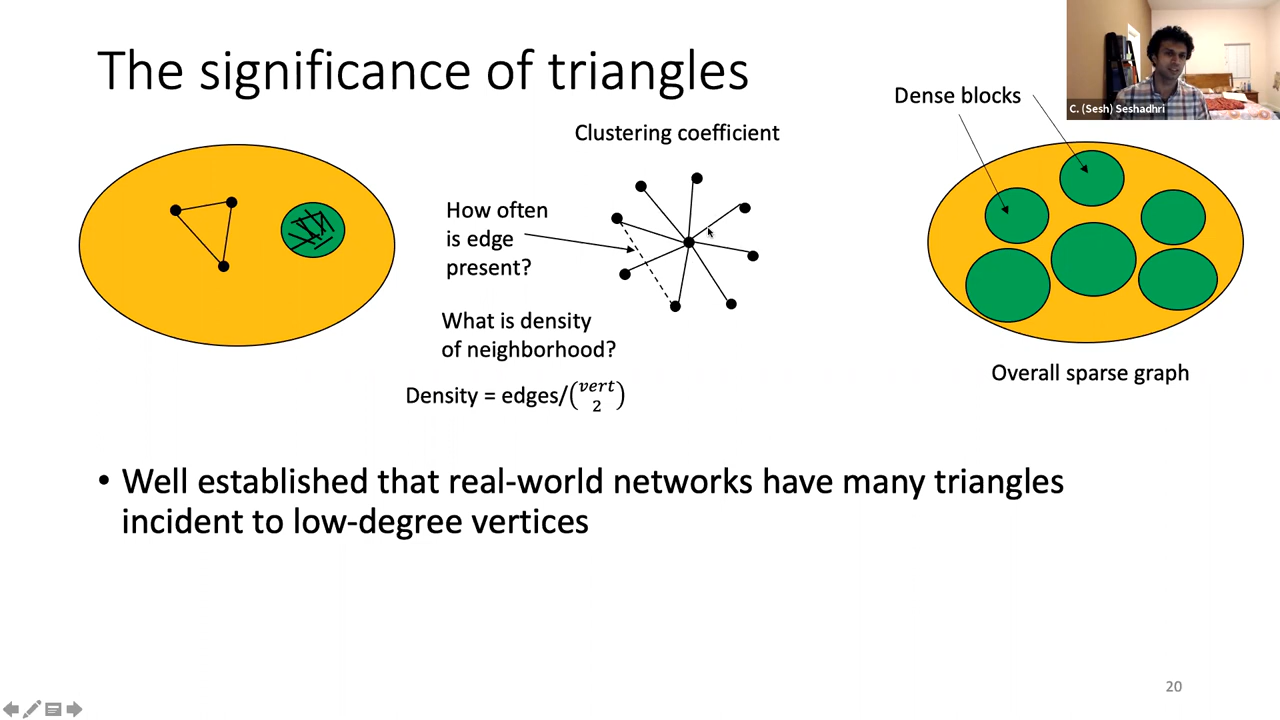 The significance of triangles
Dense blocks
C. (Sesh) Seshadhri
Clustering coefficient
How often
is edge
present?
What is density
of neighborhood?
Density = edges/(vert
2)
Overall sparse graph
• Well established that real-world networks have many triangles
incident to low-degree vertices
20